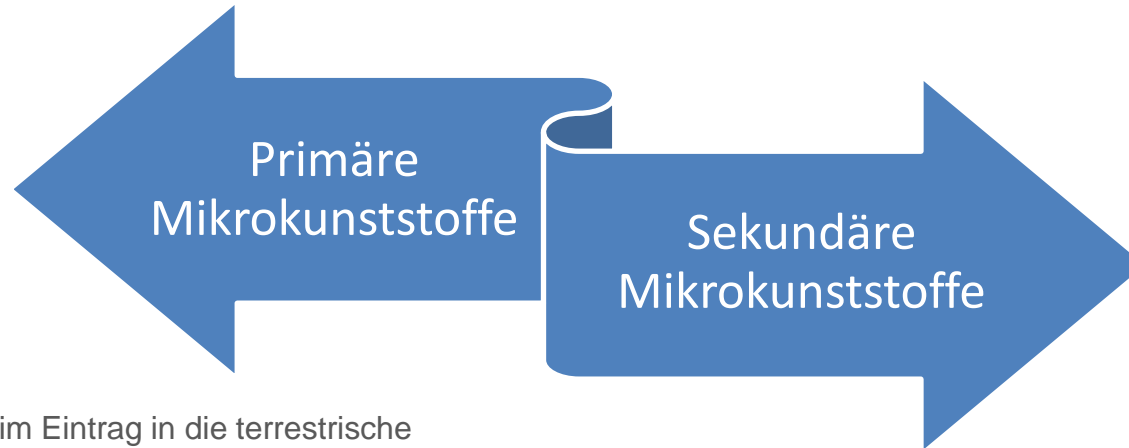 Primäre
Mikrokunststoffe
Sekundäre
Mikrokunststoffe
im Eintrag in die terrestrische